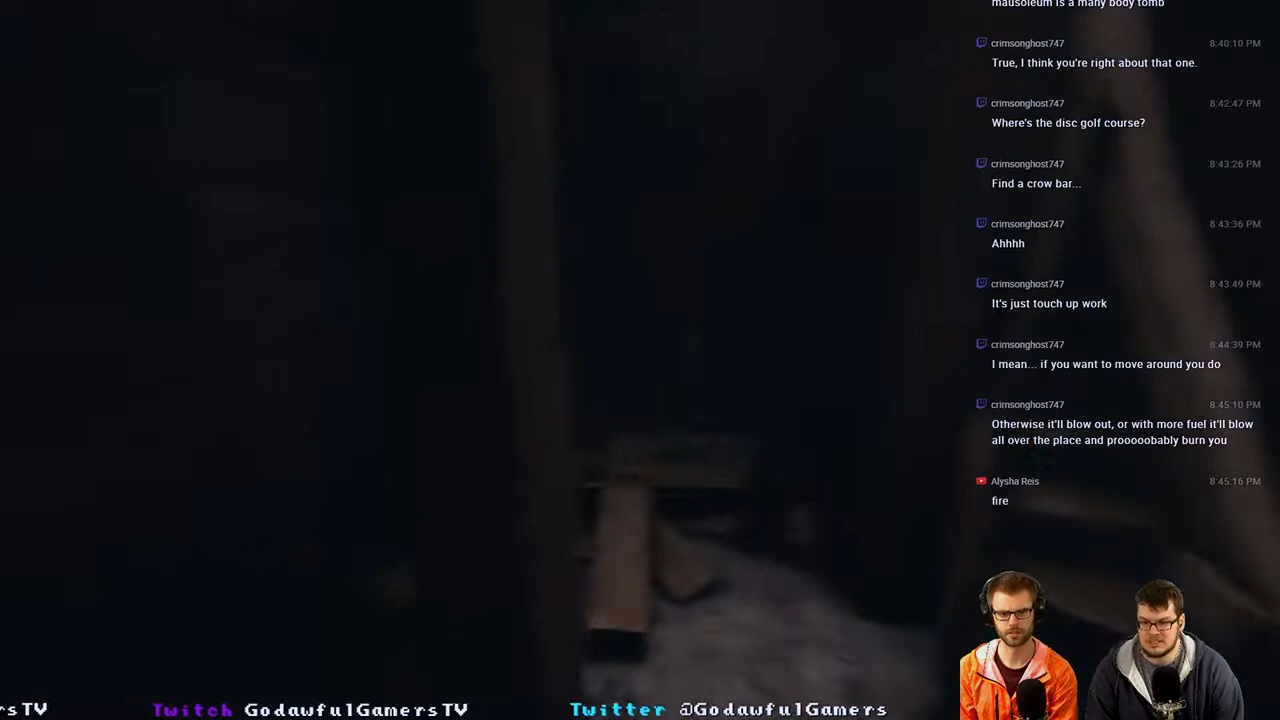 mausoleum is a many body tomb
crimsonghost747 8:40:10 PM
True, I think you're right about that one.
crimsonghost747 8:42:47 PM
Where's the disc golf course?
crimsonghost747 8:43:26 PM
Find a crow bar...
crimsonghost747 8:43:36 PM
Ahhhh
crimsonghost747 8:43:49 PM
It's just touch up work
crimsonghost747 8:44:39 PM
I mean... if you want to move around you do
crimsonghost747 8:45:10 PM
Otherwise it'll blow out, or with more fuel it'll blow
all over the place and prooooobably burn you
Alysha Reis 8:45:16 PM
fire
rsTV Twitch GodawfulGamersTV Twitter @GodawfulGamers